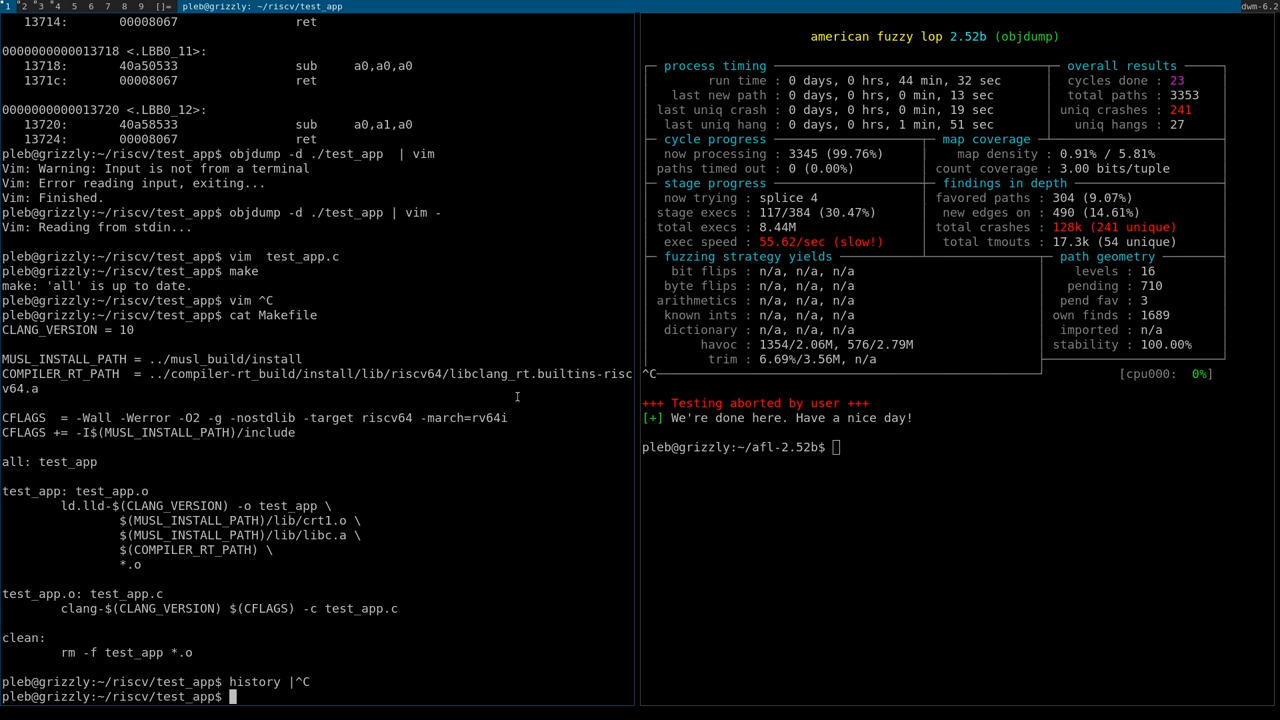 1 2 3 4 5 6 7 8 9 []= pleb@grizzly: ~/riscv/test_app dwm-6.2
13714: 00008067 ret
0000000000013718 <.LBB0_11>:
13718: 40a50533 sub a0,a0,a0
1371c: 00008067 ret
0000000000013720 <.LBB0_12>:
13720: 40a58533 sub a0,a1,a0
13724: 00008067 ret
pleb@grizzly:~/riscv/test_app$ objdump -d ./test_app  | vim
Vim: Warning: Input is not from a terminal
Vim: Error reading input, exiting...
Vim: Finished.
pleb@grizzly:~/riscv/test_app$ objdump -d ./test_app | vim -
Vim: Reading from stdin...
pleb@grizzly:~/riscv/test_app$ vim  test_app.c
pleb@grizzly:~/riscv/test_app$ make
make: 'all' is up to date.
pleb@grizzly:~/riscv/test_app$ vim ^C
pleb@grizzly:~/riscv/test_app$ cat Makefile
CLANG_VERSION = 10
MUSL_INSTALL_PATH = ../musl_build/install
COMPILER_RT_PATH  = ../compiler-rt_build/install/lib/riscv64/libclang_rt.builtins-risc
v64.a
CFLAGS  = -Wall -Werror -O2 -g -nostdlib -target riscv64 -march=rv64i
CFLAGS += -I$(MUSL_INSTALL_PATH)/include
all: test_app
test_app: test_app.o
ld.lld-$(CLANG_VERSION) -o test_app \
$(MUSL_INSTALL_PATH)/lib/crt1.o \
$(MUSL_INSTALL_PATH)/lib/libc.a \
$(COMPILER_RT_PATH) \
*.o
test_app.o: test_app.c
clang-$(CLANG_VERSION) $(CFLAGS) -c test_app.c
clean:
rm -f test_app *.o
pleb@grizzly:~/riscv/test_app$ history |^C
pleb@grizzly:~/riscv/test_app$
american fuzzy lop 2.52b (objdump)
process timing overall results
run time : 0 days, 0 hrs, 44 min, 32 sec cycles done : 23
last new path : 0 days, 0 hrs, 0 min, 13 sec total paths : 3353
last uniq crash : 0 days, 0 hrs, 0 min, 19 sec uniq crashes : 241
last uniq hang : 0 days, 0 hrs, 1 min, 51 sec uniq hangs : 27
cycle progress map coverage
now processing : 3345 (99.76%) map density : 0.91% / 5.81%
paths timed out : 0 (0.00%) count coverage : 3.00 bits/tuple
stage progress findings in depth
now trying : splice 4 favored paths : 304 (9.07%)
stage execs : 117/384 (30.47%) new edges on : 490 (14.61%)
total execs : 8.44M total crashes : 128k (241 unique)
exec speed : 55.62/sec (slow!) total tmouts : 17.3k (54 unique)
fuzzing strategy yields path geometry
bit flips : n/a, n/a, n/a levels : 16
byte flips : n/a, n/a, n/a pending : 710
arithmetics : n/a, n/a, n/a pend fav : 3
known ints : n/a, n/a, n/a own finds : 1689
dictionary : n/a, n/a, n/a imported : n/a
havoc : 1354/2.06M, 576/2.79M stability : 100.00%
trim : 6.69%/3.56M, n/a
^C [cpu000: 0%]
+++ Testing aborted by user +++
[+] We're done here. Have a nice day!
pleb@grizzly:~/afl-2.52b$